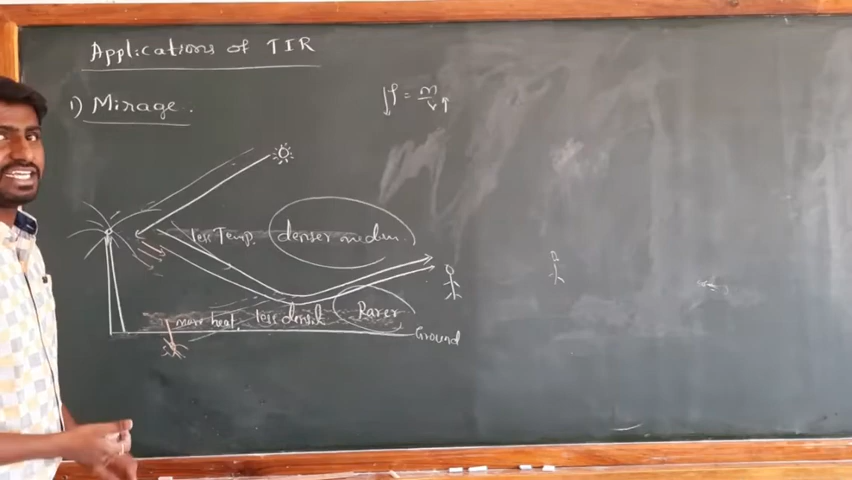 Applications of TIR
1) Mirage.
↓ρ = m/v↑
less Temp. denser medium
more heat, less densit Rarer
Ground